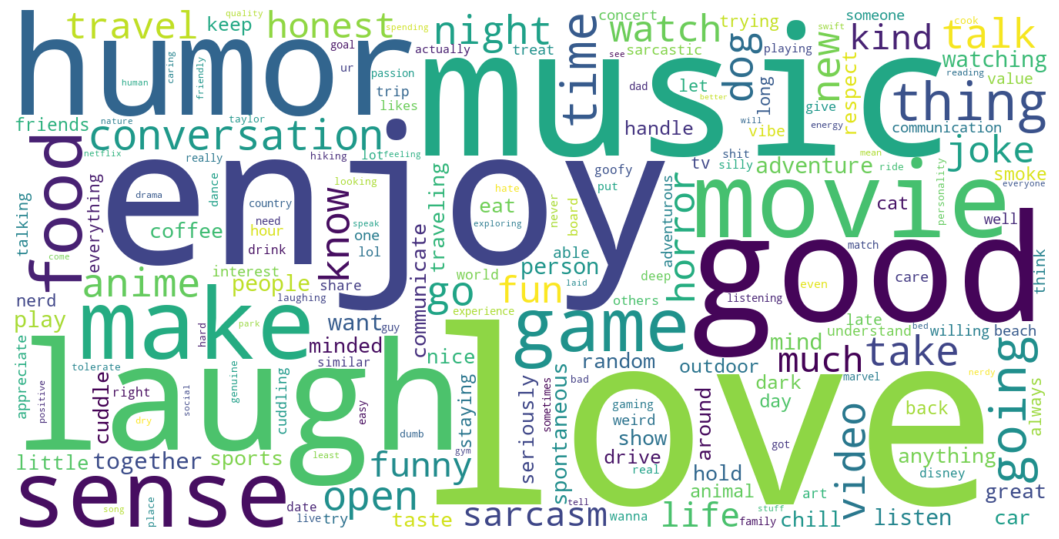 humor
music
enjoy
love
good
laugh
sense
make
movie
game
food
thing
travel
honest
night
watch
time
dog
new
kind
talk
keep
quality
spending
concert
trying
someone
cook
swift
watching
human
caring
friendly
goal
actually
treat
sarcastic
playing
see
reading
value
ur
passion
dad
let
long
give
respect
trip
likes
better
will
energy
communication
friends
nature
taylor
conversation
handle
vibe
mean
ride
everyone
joke
netflix
really
hiking
lot
feeling
tv
shit
silly
adventure
personality
smoke
drama
dance
looking
goofy
put
hate
never
board
horror
adventurous
cat
well
talking
everything
country
need
hour
drink
coffee
know
speak
one
lol
exploring
eat
traveling
able
match
care
think
come
interest
share
communicate
go
world
person
deep
anime
people
laughing
fun
laid
others
experience
listening
even
nerd
play
hard
park
want
guy
minded
similar
nice
random
outdoor
mind
late
understand
bed
willing
beach
much
take
appreciate
tolerate
positive
right
cuddle
dry
social
genuine
cuddling
easy
dumb
staying
gym
seriously
sometimes
bad
spontaneous
gaming
weird
show
drive
real
around
dark
day
marvel
nerdy
back
got
going
always
little
together
sports
least
funny
hold
animal
video
anything
disney
great
song
place
date
live
try
open
taste
sarcasm
tell
wanna
stuff
family
life
art
chill
listen
car